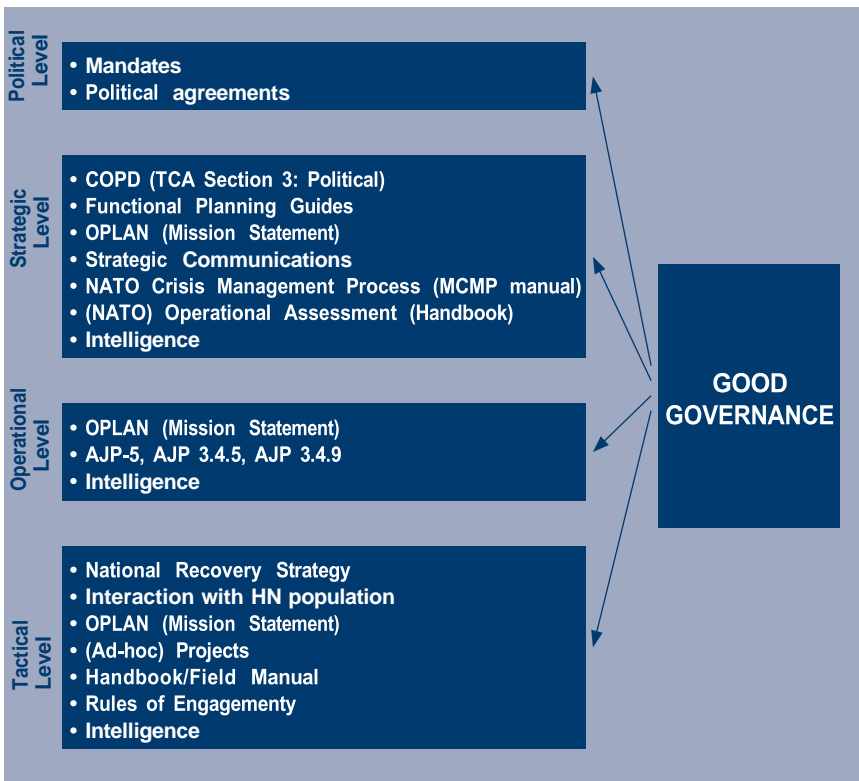 Political
Level
• Mandates
• Political agreements
Strategic
Level
• COPD (TCA Section 3: Political)
• Functional Planning Guides
• OPLAN (Mission Statement)
• Strategic Communications
• NATO Crisis Management Process (MCMP manual)
• (NATO) Operational Assessment (Handbook)
• Intelligence
Operational
Level
• OPLAN (Mission Statement)
• AJP-5, AJP 3.4.5, AJP 3.4.9
• Intelligence
Tactical
Level
• National Recovery Strategy
• Interaction with HN population
• OPLAN (Mission Statement)
• (Ad-hoc) Projects
• Handbook/Field Manual
• Rules of Engagementy
• Intelligence
GOOD
GOVERNANCE